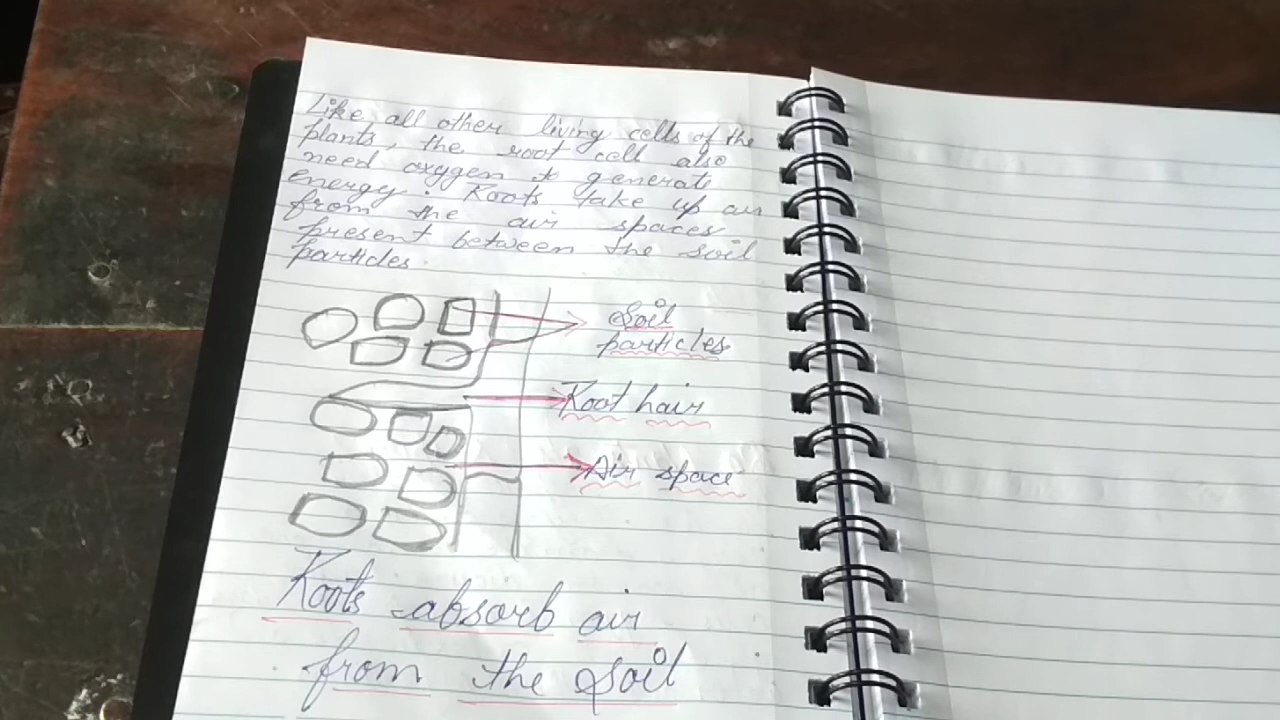 Like all other living cells of the
plants, the root cell also
need oxygen to generate
energy. Roots take up air
from the air spaces
present between the soil
particles.
Soil
particles
Root hair
Air space
Roots absorb air
from the Soil